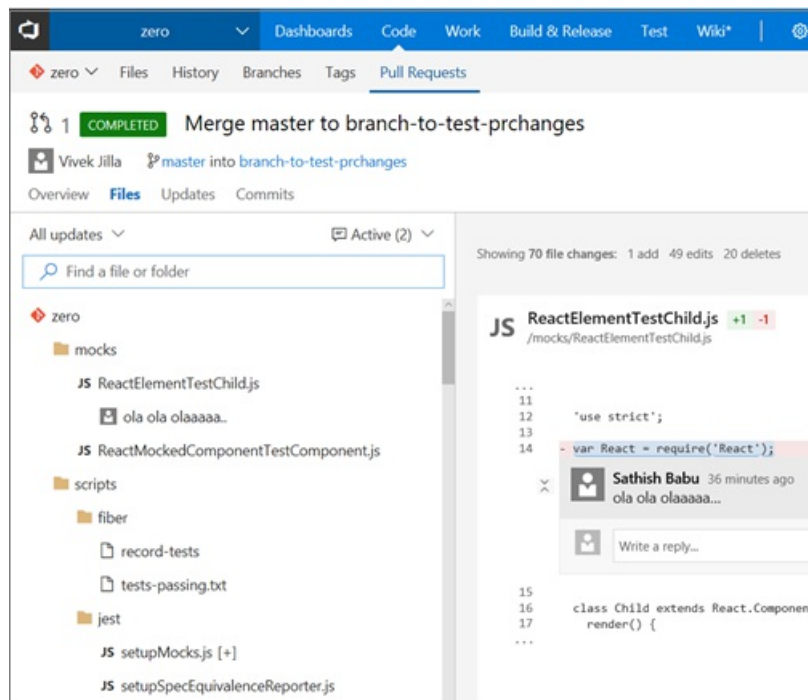 zero Dashboards Code Work Build & Release Test Wiki*
zero Files History Branches Tags Pull Requests
1 COMPLETED Merge master to branch-to-test-prchanges
Vivek Jilla master into branch-to-test-prchanges
Overview Files Updates Commits
All updates Active (2)
Find a file or folder
zero
mocks
JS ReactElementTestChild.js
ola ola olaaaaa..
JS ReactMockedComponentTestComponent.js
scripts
fiber
record-tests
tests-passing.txt
jest
JS setupMocks.js [+]
JS setupSpecEquivalenceReporter.js
Showing 70 file changes: 1 add 49 edits 20 deletes
JS ReactElementTestChild.js +1 -1
/mocks/ReactElementTestChild.js
...
11
12 'use strict';
13
14 - var React = require('React');
Sathish Babu 36 minutes ago
ola ola olaaaaa...
Write a reply...
15
16 class Child extends React.Componen
17 render() {
...